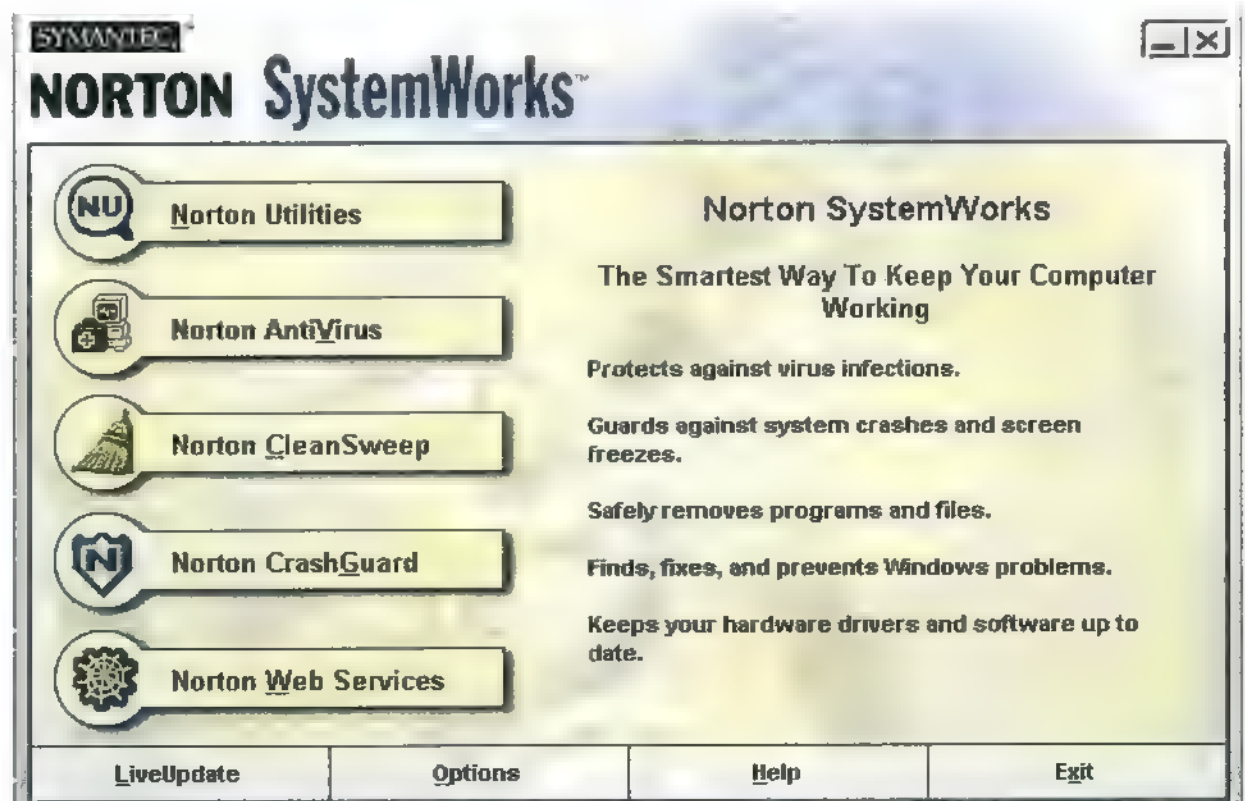 SYMANTEC.
NORTON SystemWorks™
NU
Norton Utilities
Norton AntiVirus
Norton CleanSweep
N
Norton CrashGuard
Norton Web Services
Norton SystemWorks
The Smartest Way To Keep Your Computer
Working
Protects against virus infections.
Guards against system crashes and screen
freezes.
Safely removes programs and files.
Finds, fixes, and prevents Windows problems.
Keeps your hardware drivers and software up to
date.
LiveUpdate
Options
Help
Exit